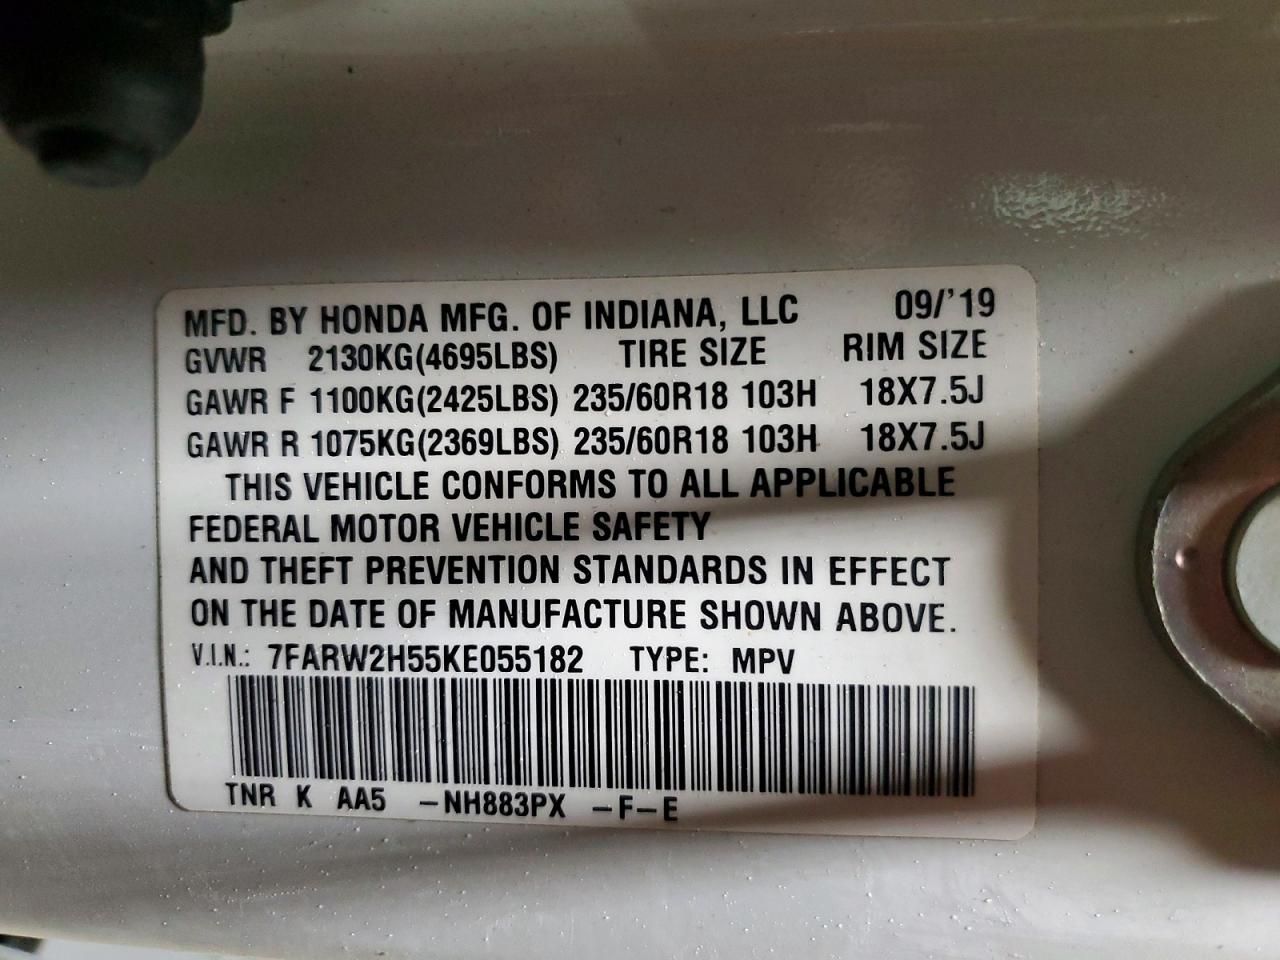 MFD. BY HONDA MFG. OF INDIANA, LLC 09/'19
GVWR 2130KG(4695LBS) TIRE SIZE RIM SIZE
GAWR F 1100KG(2425LBS) 235/60R18 103H 18X7.5J
GAWR R 1075KG(2369LBS) 235/60R18 103H 18X7.5J
THIS VEHICLE CONFORMS TO ALL APPLICABLE
FEDERAL MOTOR VEHICLE SAFETY
AND THEFT PREVENTION STANDARDS IN EFFECT
ON THE DATE OF MANUFACTURE SHOWN ABOVE.
V.I.N.: 7FARW2H55KE055182 TYPE: MPV
TNR K AA5 -NH883PX -F-E